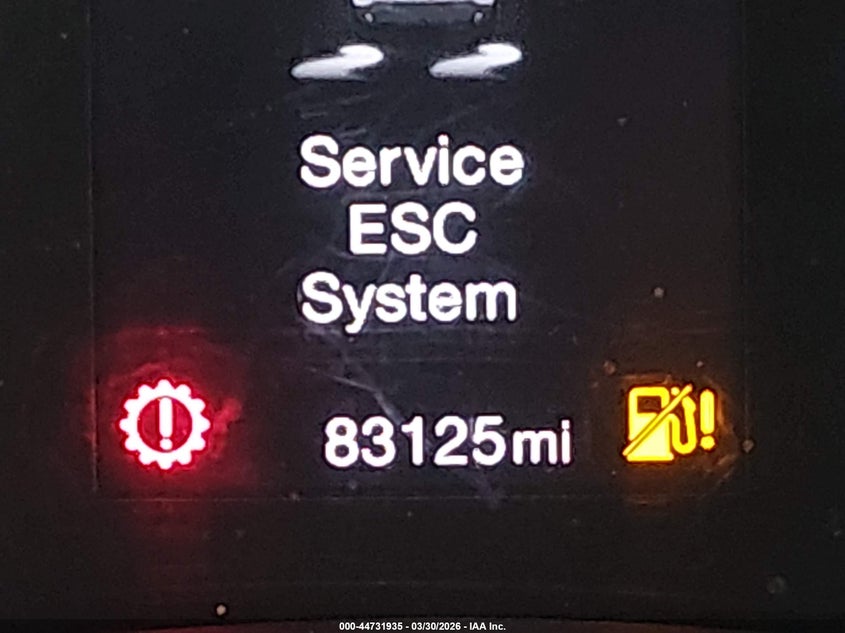 Service
ESC
System
83125mi
000-44731935 - 03/30/2026 - IAA Inc.